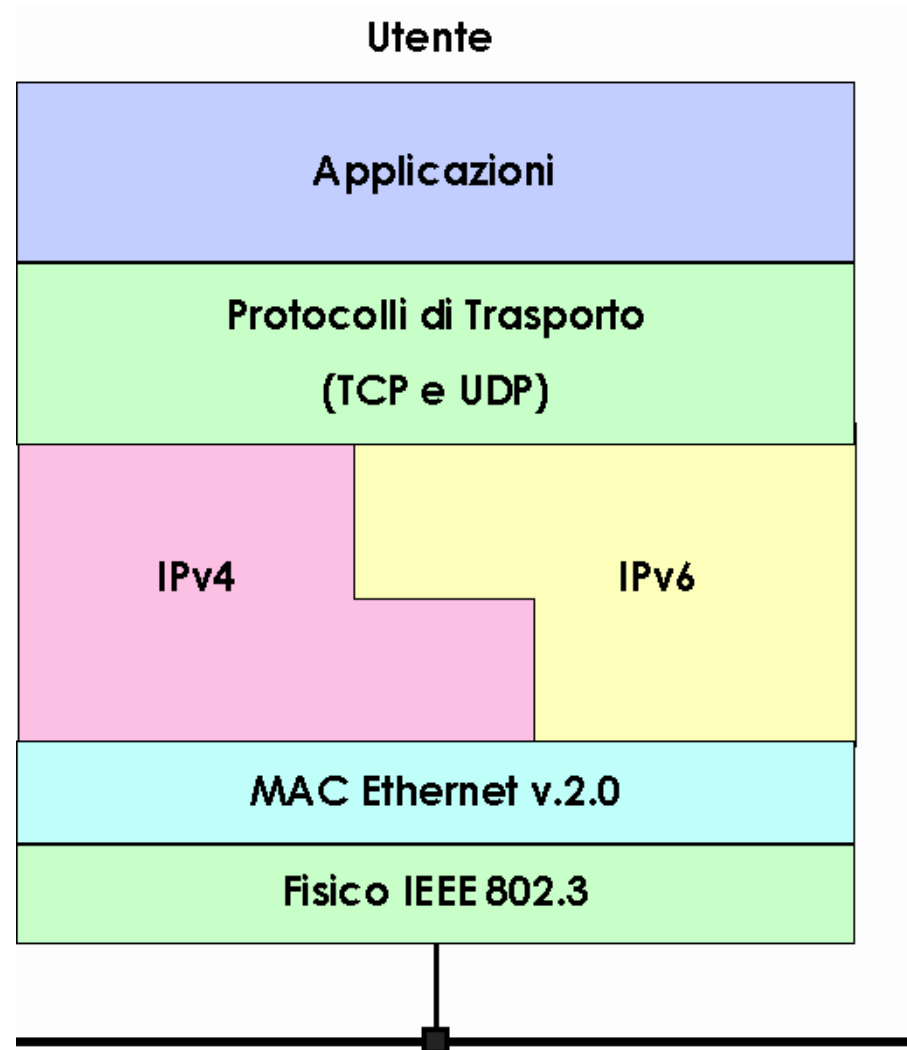 Utente
Applicazioni
Protocolli di Trasporto
(TCP e UDP)
IPv4
IPv6
MAC Ethernet v.2.0
Fisico IEEE 802.3